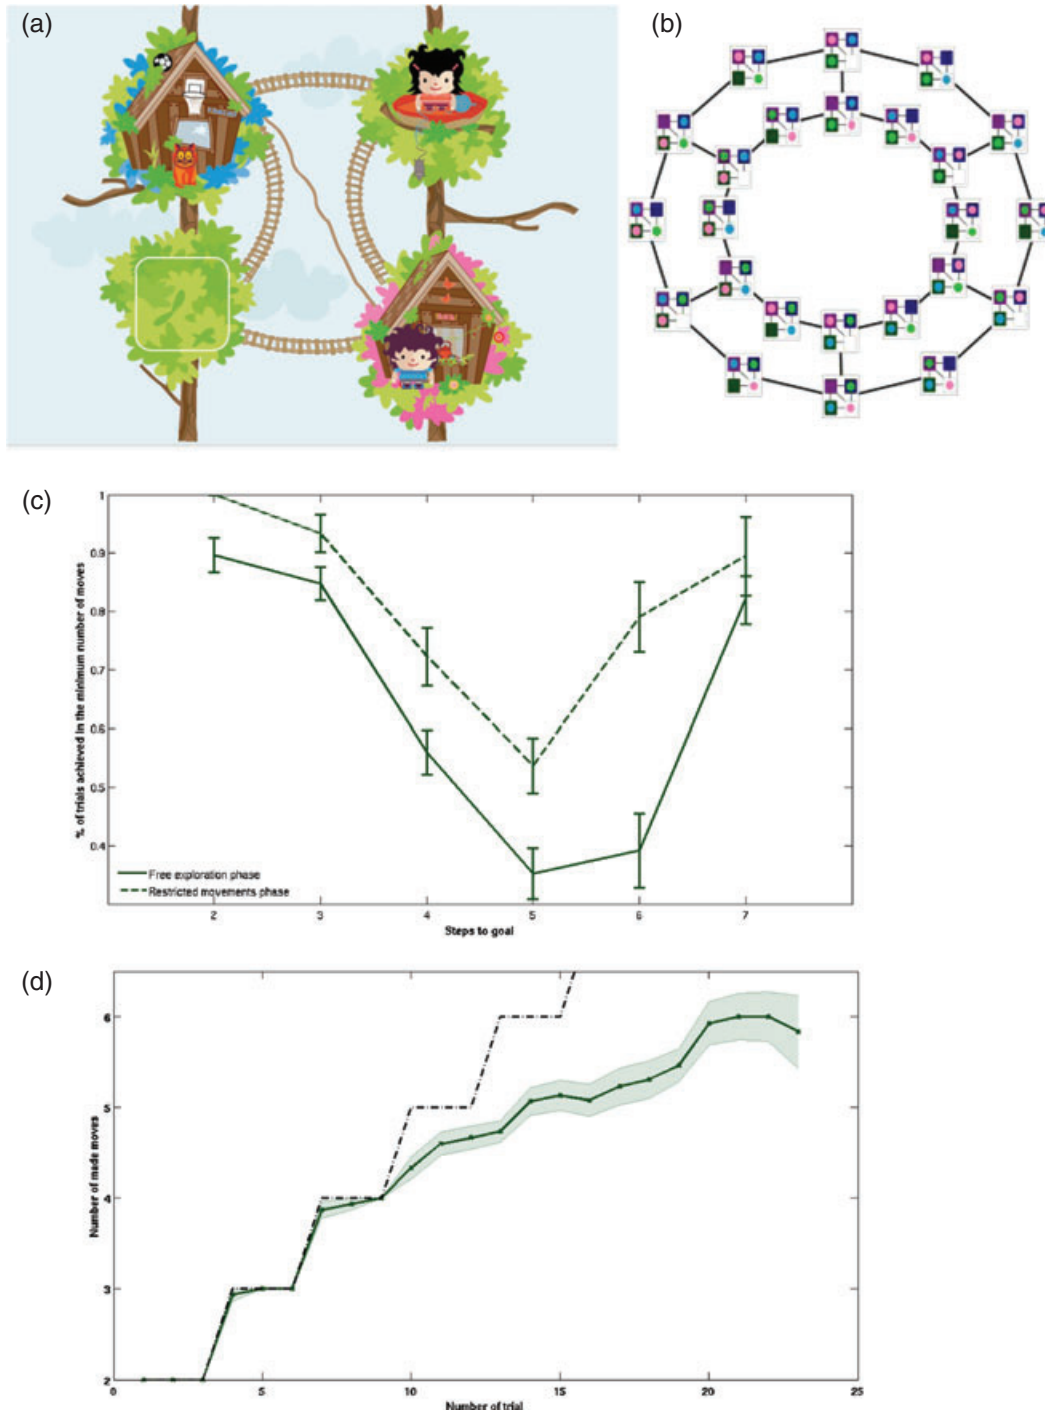 (a)
(b)
(c)
1
0.9
0.8
0.7
0.6
0.5
0.4
% of trials achieved in the minimum number of moves
Free exploration phase
Restricted movements phase
2 3 4 5 6 7
Steps to goal
(d)
6
5
4
3
2
Number of made moves
0 5 10 15 20 25
Number of trial